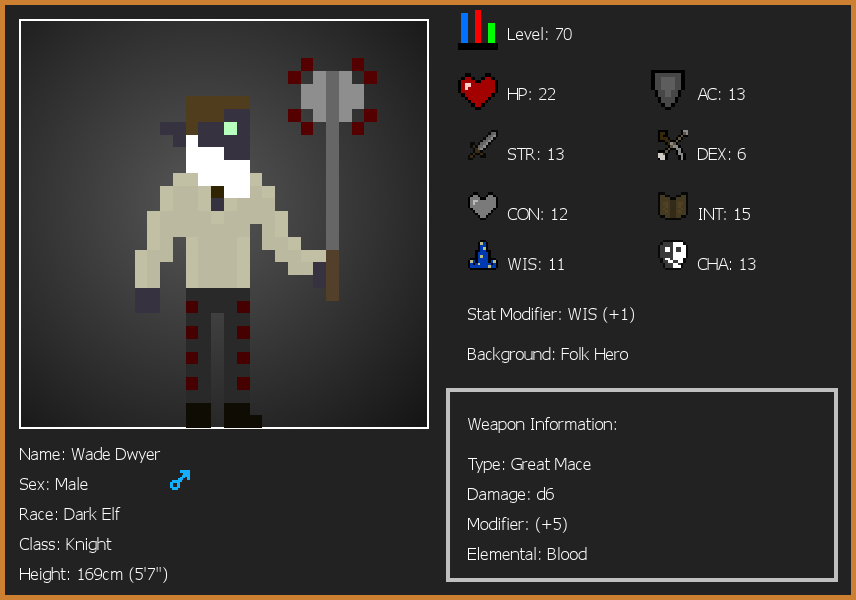 Level: 70
HP: 22
AC: 13
STR: 13
DEX: 6
CON: 12
INT: 15
WIS: 11
CHA: 13
Stat Modifier: WIS (+1)
Background: Folk Hero
Weapon Information:
Type: Great Mace
Damage: d6
Modifier: (+5)
Elemental: Blood
Name: Wade Dwyer
Sex: Male
Race: Dark Elf
Class: Knight
Height: 169cm (5'7")